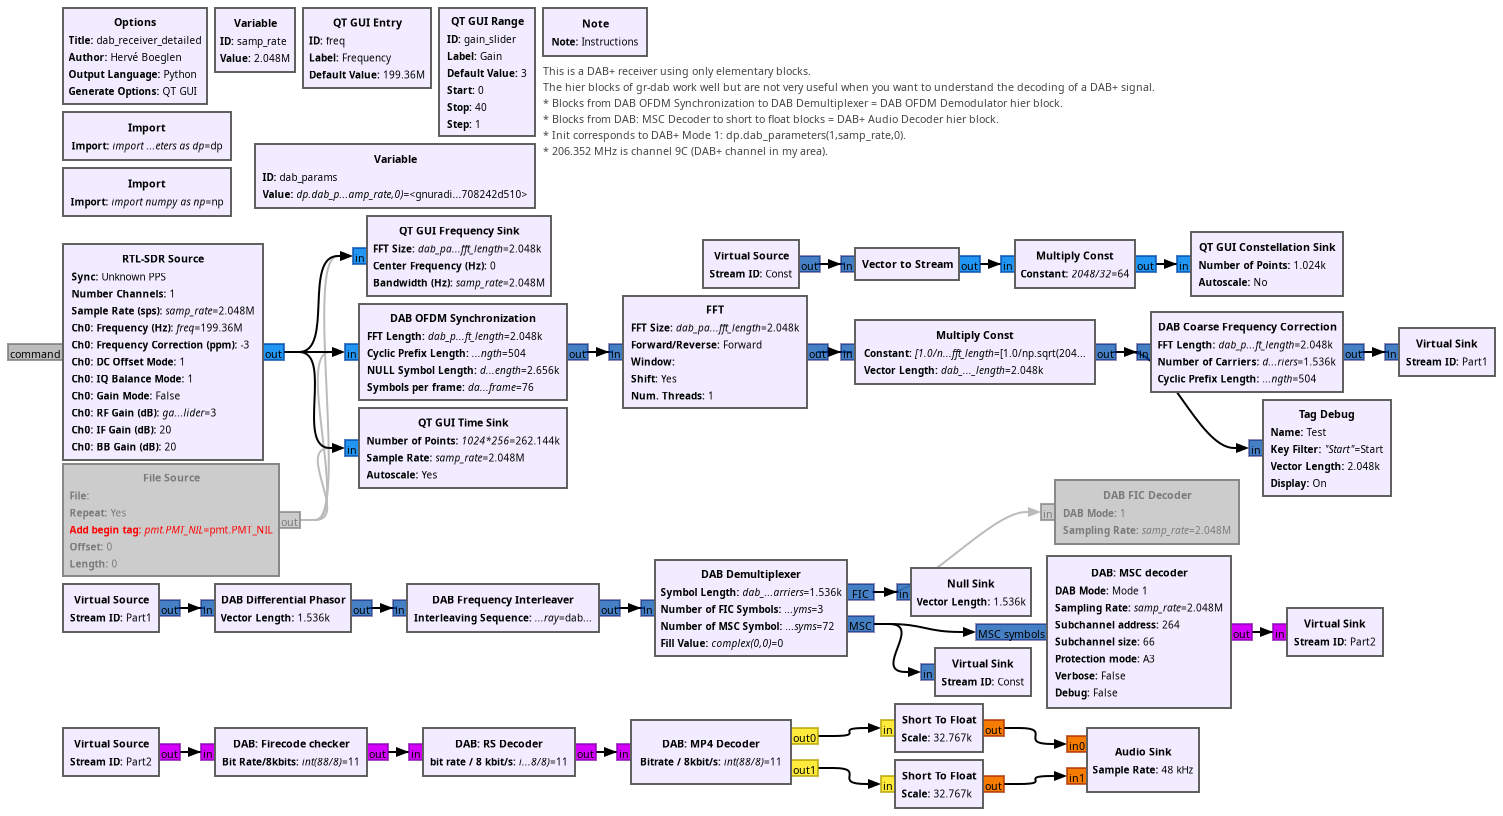 Options
Title: dab_receiver_detailed
Author: Hervé Boeglen
Output Language: Python
Generate Options: QT GUI
Variable
ID: samp_rate
Value: 2.048M
QT GUI Entry
ID: freq
Label: Frequency
Default Value: 199.36M
QT GUI Range
ID: gain_slider
Label: Gain
Default Value: 3
Start: 0
Stop: 40
Step: 1
Note
Note: Instructions
This is a DAB+ receiver using only elementary blocks.
The hier blocks of gr-dab work well but are not very useful when you want to understand the decoding of a DAB+ signal.
* Blocks from DAB OFDM Synchronization to DAB Demultiplexer = DAB OFDM Demodulator hier block.
* Blocks from DAB: MSC Decoder to short to float blocks = DAB+ Audio Decoder hier block.
* Init corresponds to DAB+ Mode 1: dp.dab_parameters(1,samp_rate,0).
* 206.352 MHz is channel 9C (DAB+ channel in my area).
Import
Import: import ...eters as dp=dp
Import
Import: import numpy as np=np
Variable
ID: dab_params
Value: dp.dab_p...amp_rate,0)=<gnuradi...708242d510>
RTL-SDR Source
Sync: Unknown PPS
Number Channels: 1
Sample Rate (sps): samp_rate=2.048M
Ch0: Frequency (Hz): freq=199.36M
Ch0: Frequency Correction (ppm): -3
Ch0: DC Offset Mode: 1
Ch0: IQ Balance Mode: 1
Ch0: Gain Mode: False
Ch0: RF Gain (dB): ga...lider=3
Ch0: IF Gain (dB): 20
Ch0: BB Gain (dB): 20
command
out
File Source
File:
Repeat: Yes
Add begin tag: pmt.PMT_NIL=pmt.PMT_NIL
Offset: 0
Length: 0
out
in
QT GUI Frequency Sink
FFT Size: dab_pa...fft_length=2.048k
Center Frequency (Hz): 0
Bandwidth (Hz): samp_rate=2.048M
in
DAB OFDM Synchronization
FFT Length: dab_p...ft_length=2.048k
Cyclic Prefix Length: ...ngth=504
NULL Symbol Length: d...ength=2.656k
Symbols per frame: da...frame=76
out
in
QT GUI Time Sink
Number of Points: 1024*256=262.144k
Sample Rate: samp_rate=2.048M
Autoscale: Yes
Virtual Source
Stream ID: Const
out
in
Vector to Stream
out
in
Multiply Const
Constant: 2048/32=64
out
in
QT GUI Constellation Sink
Number of Points: 1.024k
Autoscale: No
in
FFT
FFT Size: dab_pa...fft_length=2.048k
Forward/Reverse: Forward
Window:
Shift: Yes
Num. Threads: 1
out
in
Multiply Const
Constant: [1.0/n...fft_length=[1.0/np.sqrt(204...
Vector Length: dab_..._length=2.048k
out
in
DAB Coarse Frequency Correction
FFT Length: dab_p...ft_length=2.048k
Number of Carriers: d...riers=1.536k
Cyclic Prefix Length: ...ngth=504
out
in
Virtual Sink
Stream ID: Part1
in
Tag Debug
Name: Test
Key Filter: "Start"=Start
Vector Length: 2.048k
Display: On
in
DAB FIC Decoder
DAB Mode: 1
Sampling Rate: samp_rate=2.048M
Virtual Source
Stream ID: Part1
out
in
DAB Differential Phasor
Vector Length: 1.536k
out
in
DAB Frequency Interleaver
Interleaving Sequence: ...ray=dab...
out
in
DAB Demultiplexer
Symbol Length: dab_...arriers=1.536k
Number of FIC Symbols: ...yms=3
Number of MSC Symbol: ...syms=72
Fill Value: complex(0,0)=0
FIC
MSC
in
Null Sink
Vector Length: 1.536k
in
Virtual Sink
Stream ID: Const
MSC symbols
DAB: MSC decoder
DAB Mode: Mode 1
Sampling Rate: samp_rate=2.048M
Subchannel address: 264
Subchannel size: 66
Protection mode: A3
Verbose: False
Debug: False
out
in
Virtual Sink
Stream ID: Part2
Virtual Source
Stream ID: Part2
out
in
DAB: Firecode checker
Bit Rate/8kbits: int(88/8)=11
out
in
DAB: RS Decoder
bit rate / 8 kbit/s: i...8/8)=11
out
in
DAB: MP4 Decoder
Bitrate / 8kbit/s: int(88/8)=11
out0
out1
in
Short To Float
Scale: 32.767k
out
in
Short To Float
Scale: 32.767k
out
in0
in1
Audio Sink
Sample Rate: 48 kHz